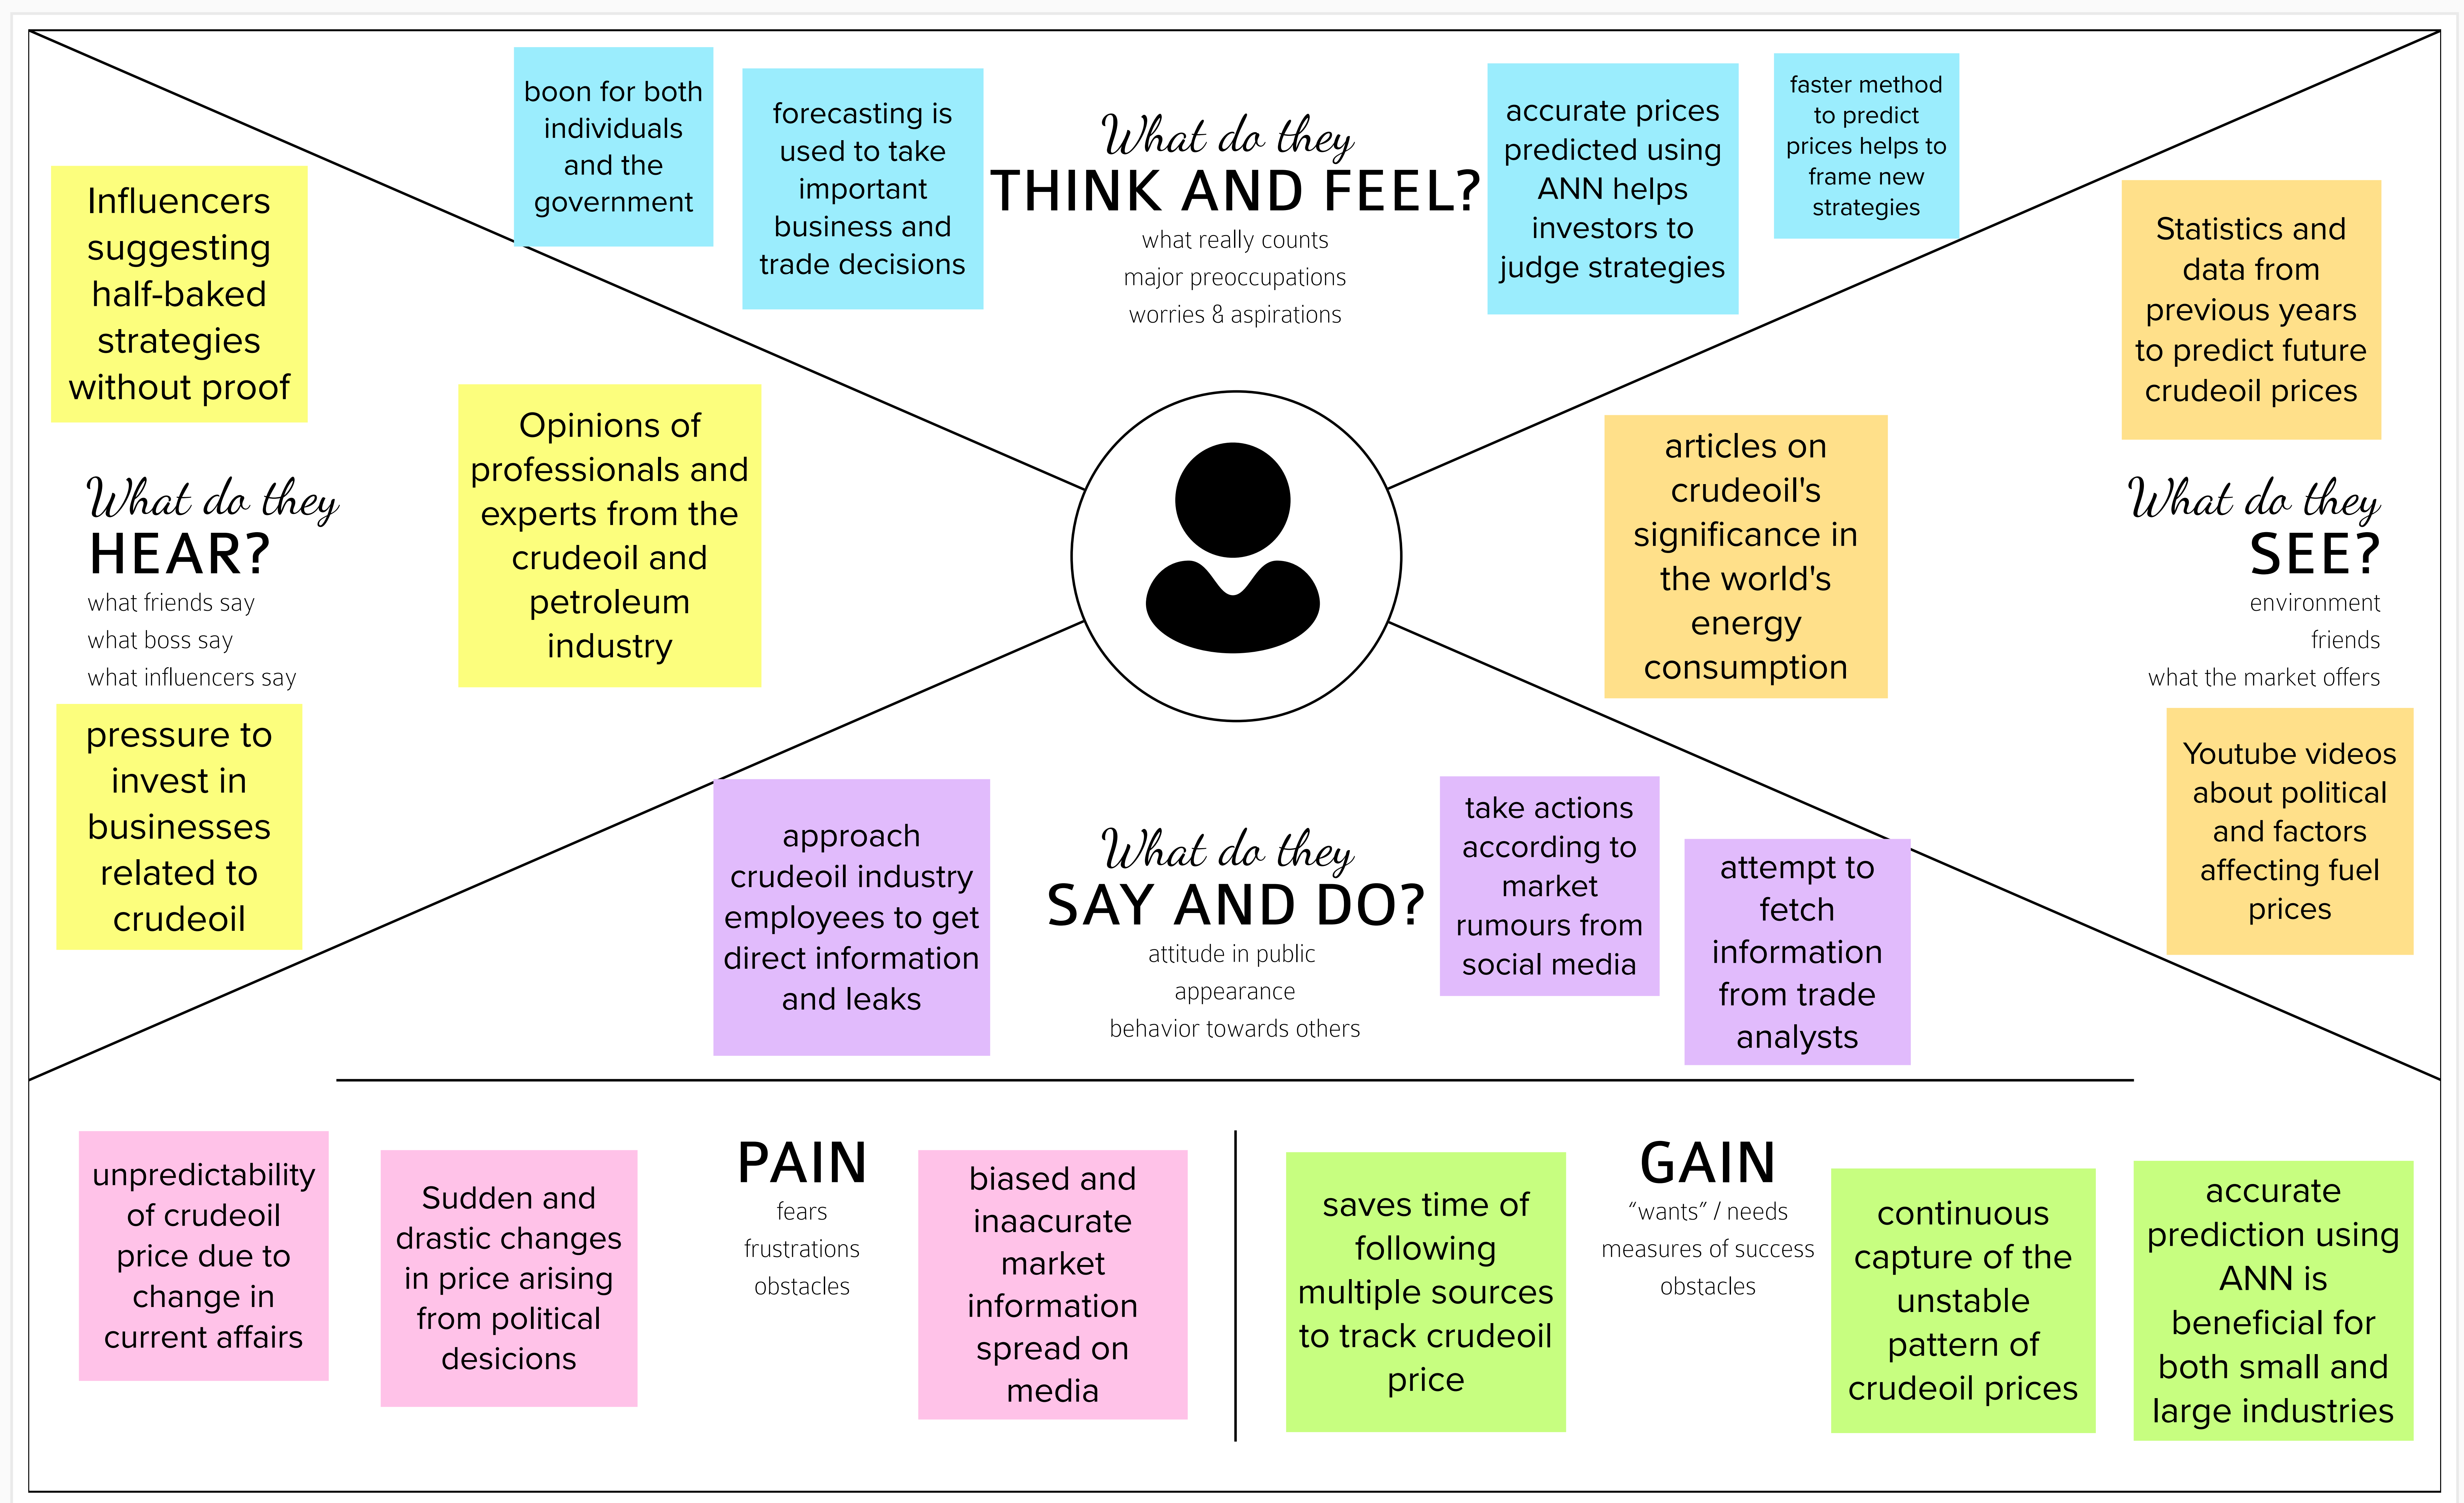 boon for both
individuals
and the
government
forecasting is
used to take
important
business and
trade decisions
What do they
THINK AND FEEL?
what really counts
major preoccupations
worries & aspirations
accurate prices
predicted using
ANN helps
investors to
judge strategies
faster method
to predict
prices helps to
frame new
strategies
Influencers
suggesting
half-baked
strategies
without proof
Opinions of
professionals and
experts from the
crudeoil and
petroleum
industry
What do they
HEAR?
what friends say
what boss say
what influencers say
pressure to
invest in
businesses
related to
crudeoil
Statistics and
data from
previous years
to predict future
crudeoil prices
articles on
crudeoil's
significance in
the world's
energy
consumption
What do they
SEE?
environment
friends
what the market offers
Youtube videos
about political
and factors
affecting fuel
prices
approach
crudeoil industry
employees to get
direct information
and leaks
What do they
SAY AND DO?
attitude in public
appearance
behavior towards others
take actions
according to
market
rumours from
social media
attempt to
fetch
information
from trade
analysts
unpredictability
of crudeoil
price due to
change in
current affairs
Sudden and
drastic changes
in price arising
from political
desicions
PAIN
fears
frustrations
obstacles
biased and
inaacurate
market
information
spread on
media
saves time of
following
multiple sources
to track crudeoil
price
GAIN
“wants” / needs
measures of success
obstacles
continuous
capture of the
unstable
pattern of
crudeoil prices
accurate
prediction using
ANN is
beneficial for
both small and
large industries